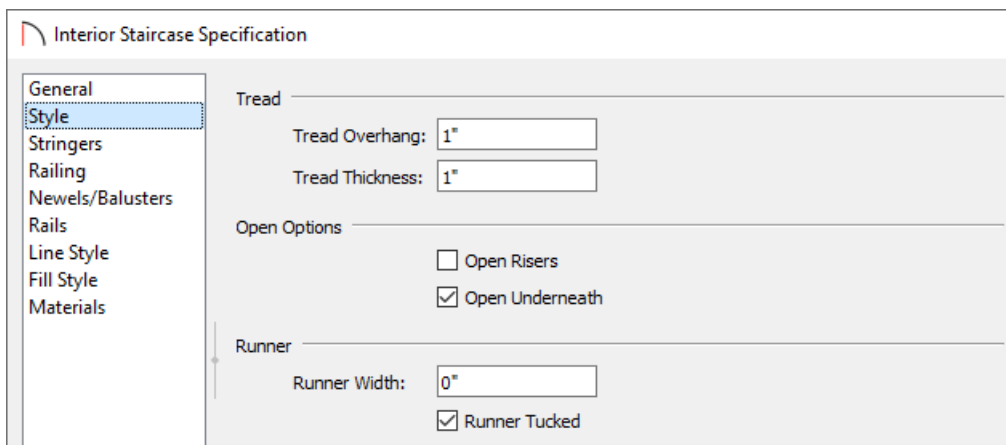 Interior Staircase Specification
General
Style
Stringers
Railing
Newels/Balusters
Rails
Line Style
Fill Style
Materials
Tread
Tread Overhang: 1"
Tread Thickness: 1"
Open Options
Open Risers
Open Underneath
Runner
Runner Width: 0"
Runner Tucked